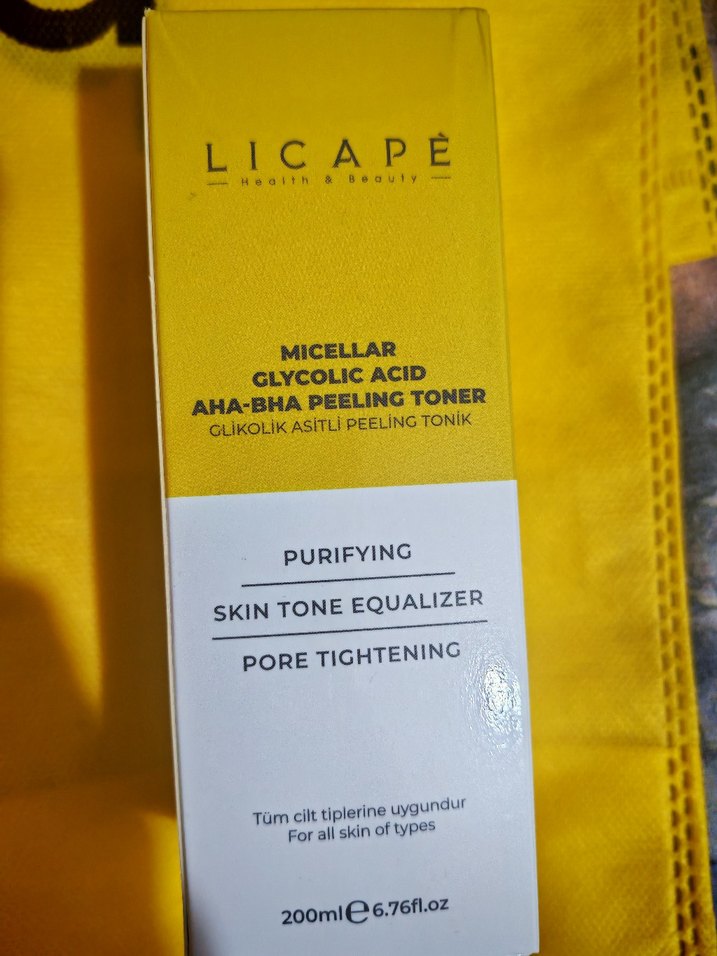 LICAPÈ
Health & Beauty
MICELLAR
GLYCOLIC ACID
AHA-BHA PEELING TONER
GLİKOLİK ASİTLİ PEELİNG TONİK
PURIFYING
SKIN TONE EQUALIZER
PORE TIGHTENING
Tüm cilt tiplerine uygundur
For all skin of types
200ml℮6.76fl.oz